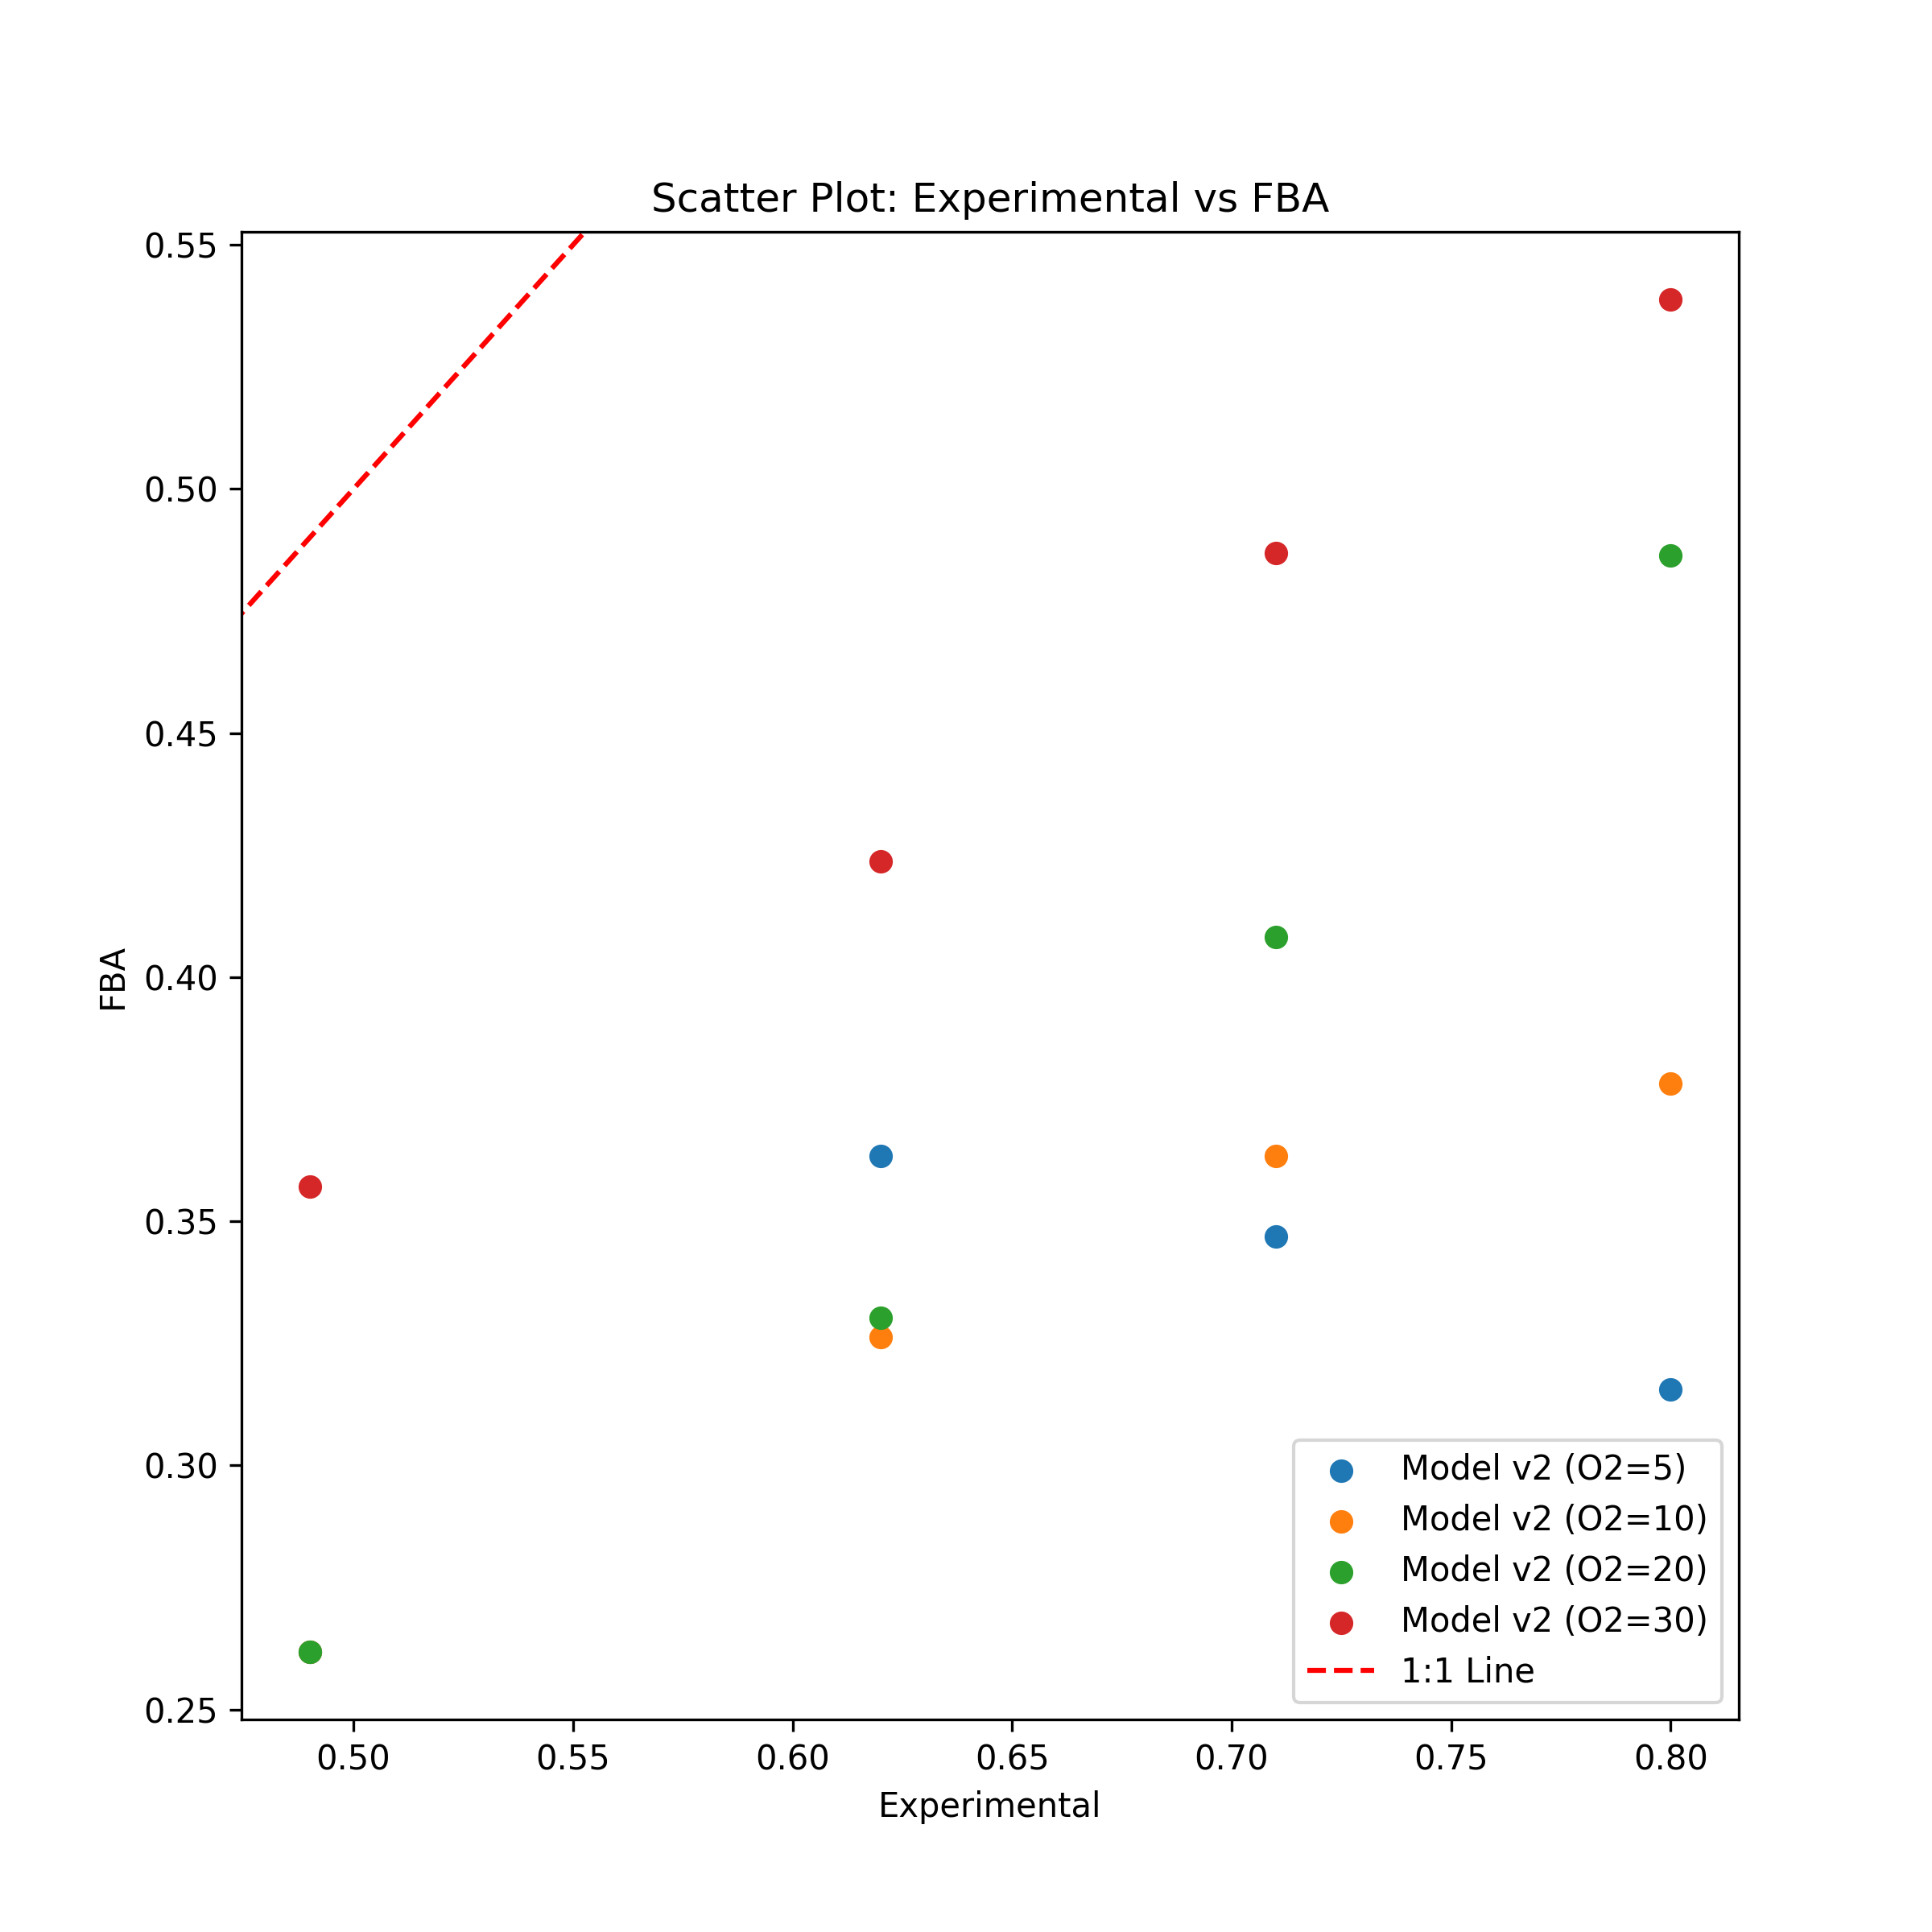 Scatter Plot: Experimental vs FBA
0.55
0.50
0.45
0.40
0.35
0.30
0.25
FBA
Model v2 (O2=5)
Model v2 (O2=10)
Model v2 (O2=20)
Model v2 (O2=30)
1:1 Line
0.50 0.55 0.60 0.65 0.70 0.75 0.80
Experimental